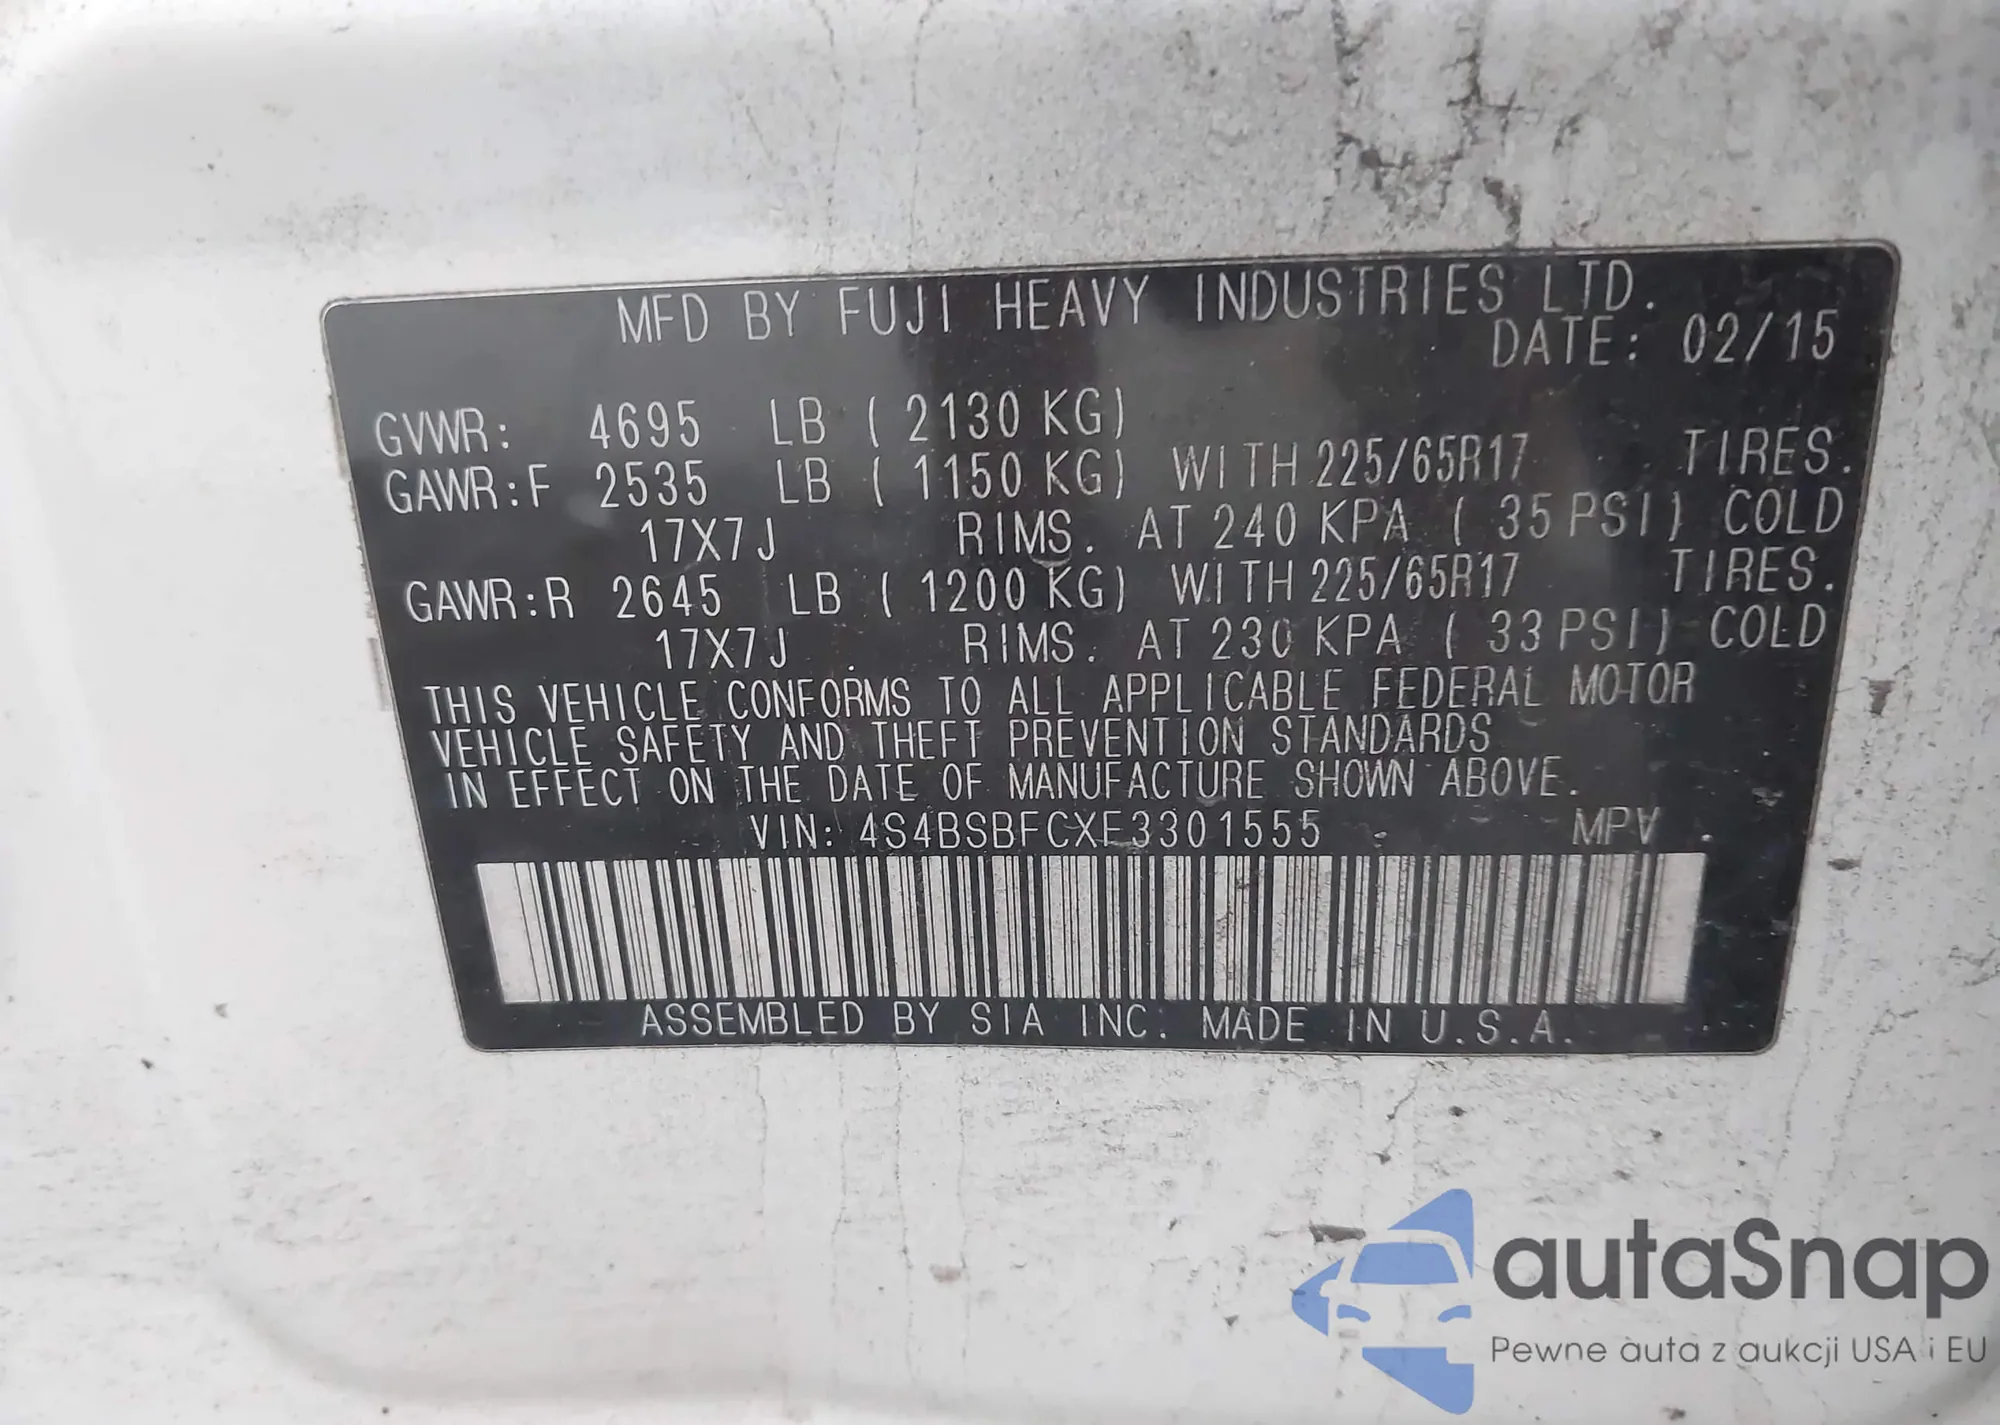 MFD BY FUJI HEAVY INDUSTRIES LTD.
DATE: 02/15
GVWR: 4695 LB ( 2130 KG)
GAWR:F 2535 LB ( 1150 KG) WITH 225/65R17 TIRES.
17X7J RIMS. AT 240 KPA ( 35 PSI) COLD
GAWR:R 2645 LB ( 1200 KG) WITH 225/65R17 TIRES.
17X7J RIMS. AT 230 KPA ( 33 PSI) COLD
THIS VEHICLE CONFORMS TO ALL APPLICABLE FEDERAL MOTOR
VEHICLE SAFETY AND THEFT PREVENTION STANDARDS
IN EFFECT ON THE DATE OF MANUFACTURE SHOWN ABOVE.
VIN: 4S4BSBFCXF3301555 MPV
ASSEMBLED BY SIA INC. MADE IN U.S.A.
autaSnap
Pewne auta z aukcji USA i EU